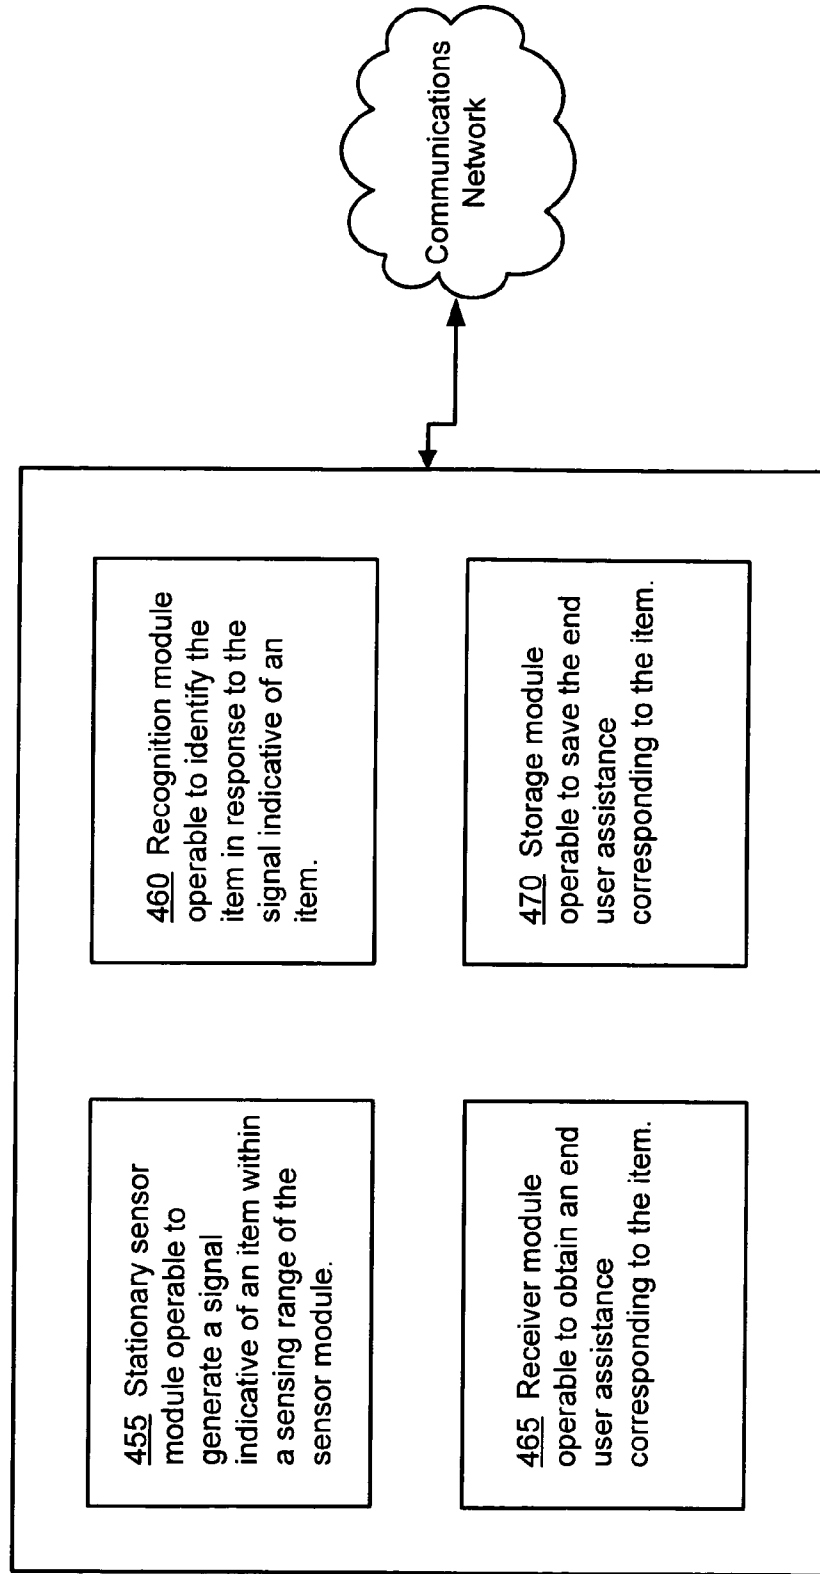 455 Stationary sensor
module operable to
generate a signal
indicative of an item within
a sensing range of the
sensor module.
460 Recognition module
operable to identify the
item in response to the
signal indicative of an
item.
465 Receiver module
operable to obtain an end
user assistance
corresponding to the item.
470 Storage module
operable to save the end
user assistance
corresponding to the item.
Communications
Network